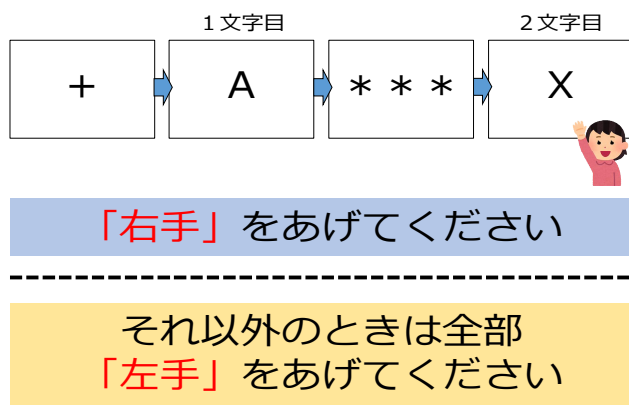 １文字目 ２文字目
＋ A ＊＊＊ X
「右手」をあげてください
それ以外のときは全部
「左手」をあげてください